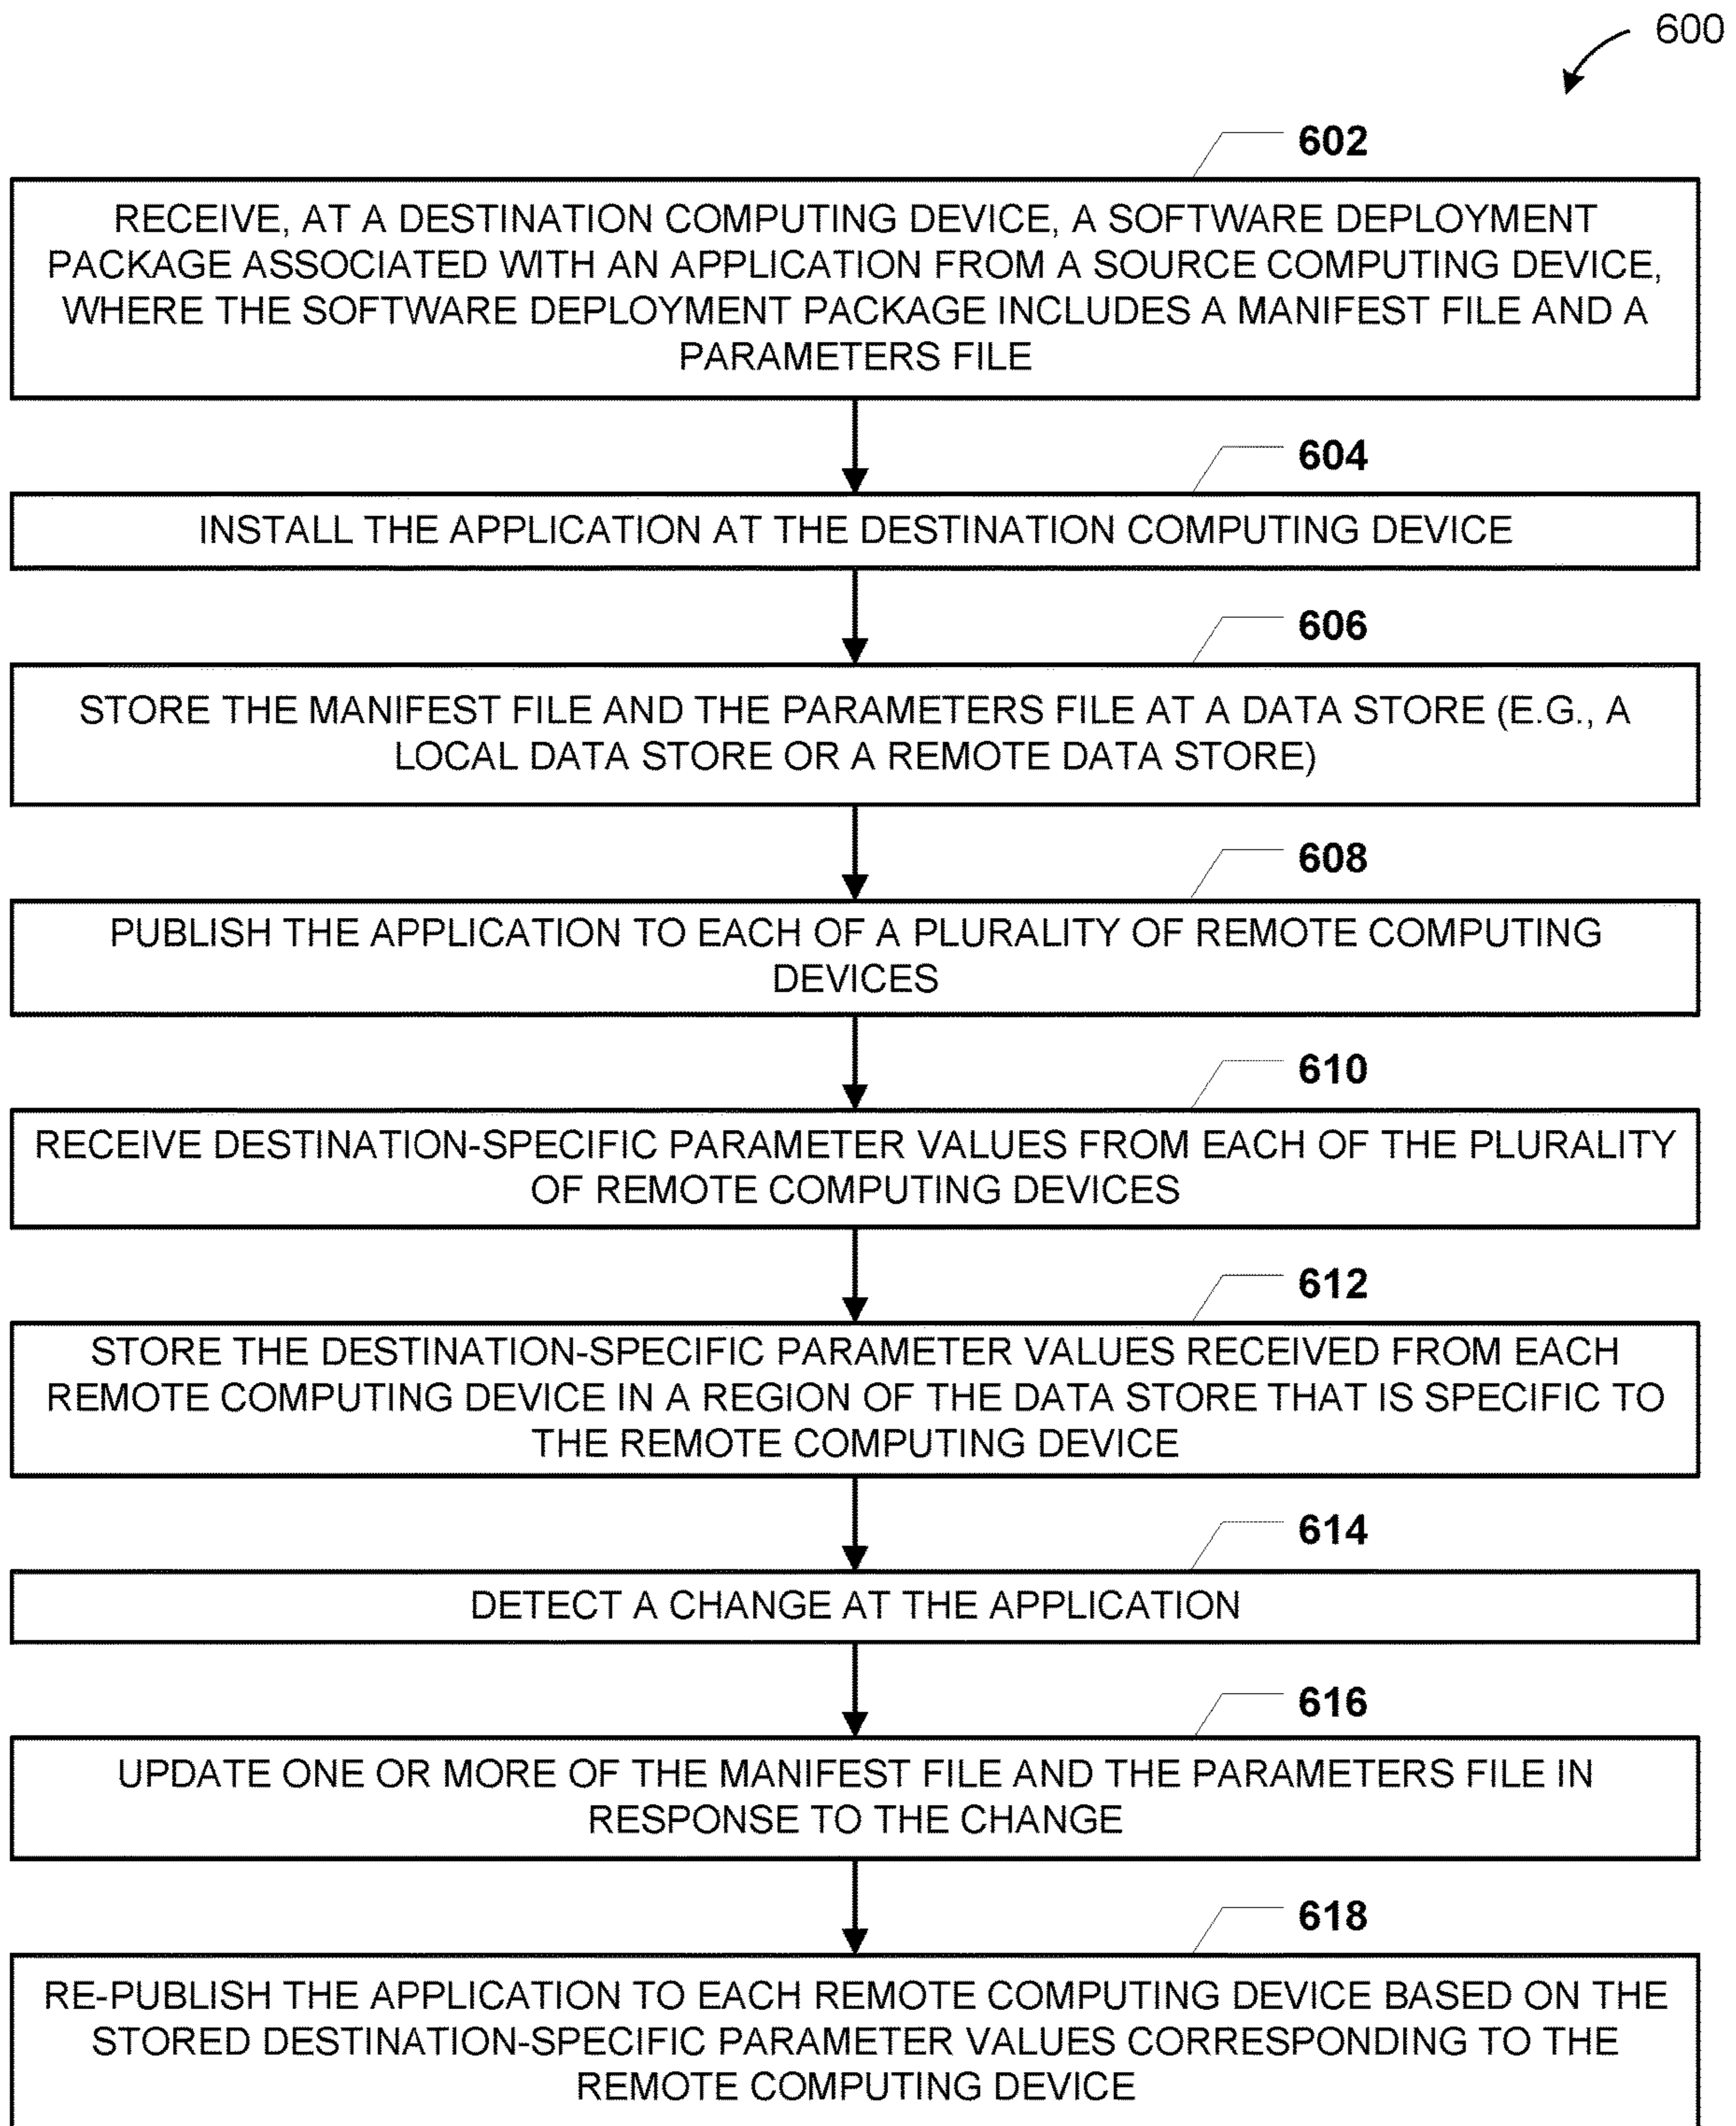 600
602
RECEIVE, AT A DESTINATION COMPUTING DEVICE, A SOFTWARE DEPLOYMENT
PACKAGE ASSOCIATED WITH AN APPLICATION FROM A SOURCE COMPUTING DEVICE,
WHERE THE SOFTWARE DEPLOYMENT PACKAGE INCLUDES A MANIFEST FILE AND A
PARAMETERS FILE
604
INSTALL THE APPLICATION AT THE DESTINATION COMPUTING DEVICE
606
STORE THE MANIFEST FILE AND THE PARAMETERS FILE AT A DATA STORE (E.G., A
LOCAL DATA STORE OR A REMOTE DATA STORE)
608
PUBLISH THE APPLICATION TO EACH OF A PLURALITY OF REMOTE COMPUTING
DEVICES
610
RECEIVE DESTINATION-SPECIFIC PARAMETER VALUES FROM EACH OF THE PLURALITY
OF REMOTE COMPUTING DEVICES
612
STORE THE DESTINATION-SPECIFIC PARAMETER VALUES RECEIVED FROM EACH
REMOTE COMPUTING DEVICE IN A REGION OF THE DATA STORE THAT IS SPECIFIC TO
THE REMOTE COMPUTING DEVICE
614
DETECT A CHANGE AT THE APPLICATION
616
UPDATE ONE OR MORE OF THE MANIFEST FILE AND THE PARAMETERS FILE IN
RESPONSE TO THE CHANGE
618
RE-PUBLISH THE APPLICATION TO EACH REMOTE COMPUTING DEVICE BASED ON THE
STORED DESTINATION-SPECIFIC PARAMETER VALUES CORRESPONDING TO THE
REMOTE COMPUTING DEVICE